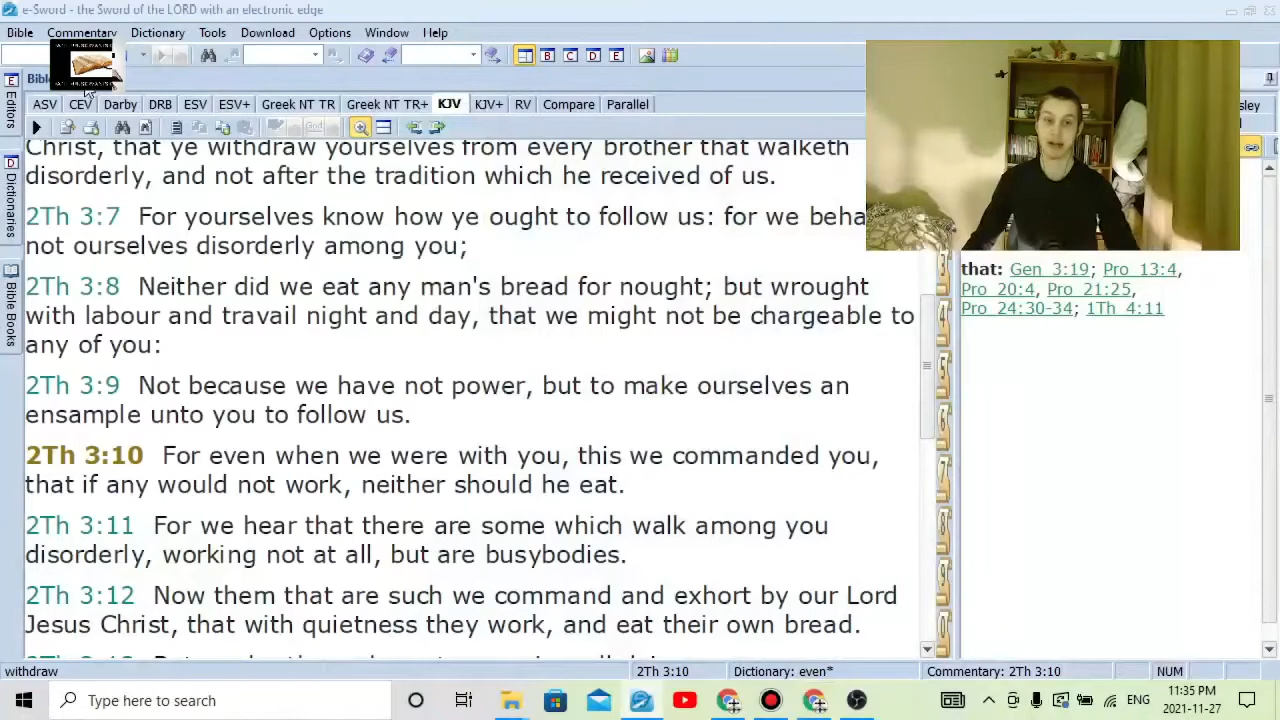 e-Sword - the Sword of the LORD with an electronic edge
Bible Commentary Dictionary Tools Download Options Window Help
B C D E
Bib
ASV CEV Darby DRB ESV ESV+ Greek NT TR Greek NT TR+ KJV KJV+ RV Compare Parallel
sley
Editors
Dictionaries
Bible Books
Christ, that ye withdraw yourselves from every brother that walketh
disorderly, and not after the tradition which he received of us.
2Th 3:7 For yourselves know how ye ought to follow us: for we beha
not ourselves disorderly among you;
2Th 3:8 Neither did we eat any man's bread for nought; but wrought
with labour and travail night and day, that we might not be chargeable to
any of you:
2Th 3:9 Not because we have not power, but to make ourselves an
ensample unto you to follow us.
2Th 3:10 For even when we were with you, this we commanded you,
that if any would not work, neither should he eat.
2Th 3:11 For we hear that there are some which walk among you
disorderly, working not at all, but are busybodies.
2Th 3:12 Now them that are such we command and exhort by our Lord
Jesus Christ, that with quietness they work, and eat their own bread.
that: Gen 3:19; Pro 13:4,
Pro 20:4, Pro 21:25,
Pro 24:30-34; 1Th 4:11
withdraw 2Th 3:10 Dictionary: even* Commentary: 2Th 3:10 NUM
Type here to search
ENG
11:35 PM
2021-11-27